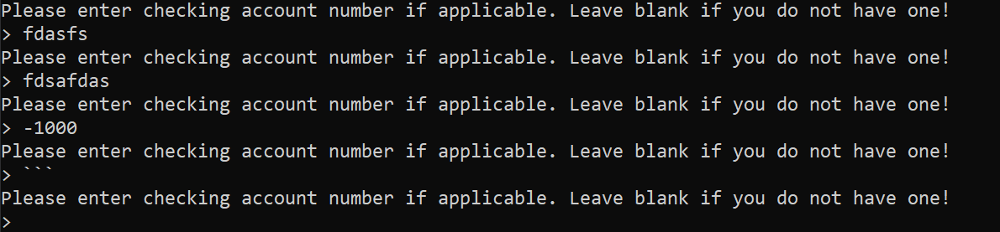 Please enter checking account number if applicable. Leave blank if you do not have one!
> fdasfs
Please enter checking account number if applicable. Leave blank if you do not have one!
> fdsafdas
Please enter checking account number if applicable. Leave blank if you do not have one!
> -1000
Please enter checking account number if applicable. Leave blank if you do not have one!
> ```
Please enter checking account number if applicable. Leave blank if you do not have one!
>